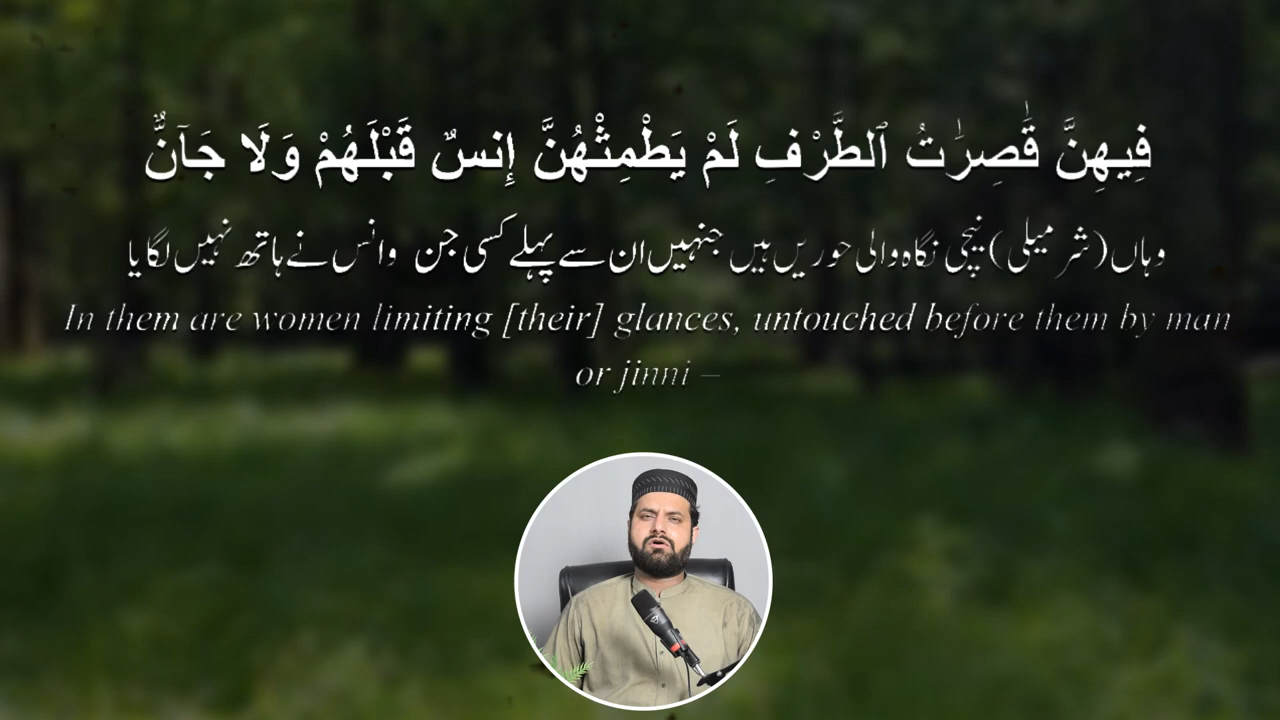 فِيهِنَّ قَٰصِرَٰتُ ٱلطَّرْفِ لَمْ يَطْمِثْهُنَّ إِنسٌ قَبْلَهُمْ وَلَا جَآنٌّ
وہاں (شرمیلی) نیچی نگاہ والی حوریں ہیں جنہیں ان سے پہلے کسی جن وانس نے ہاتھ نہیں لگایا
In them are women limiting [their] glances, untouched before them by man
or jinni –